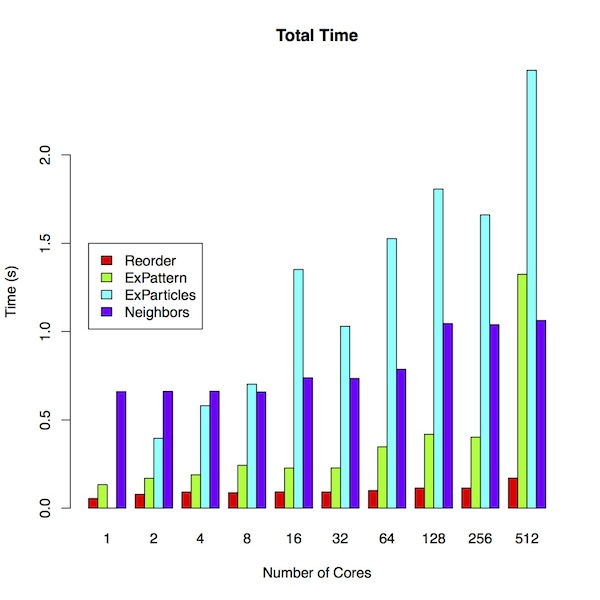 Total Time
Time (s)
2.0
1.5
1.0
0.5
0.0
Reorder
ExPattern
ExParticles
Neighbors
1 2 4 8 16 32 64 128 256 512
Number of Cores